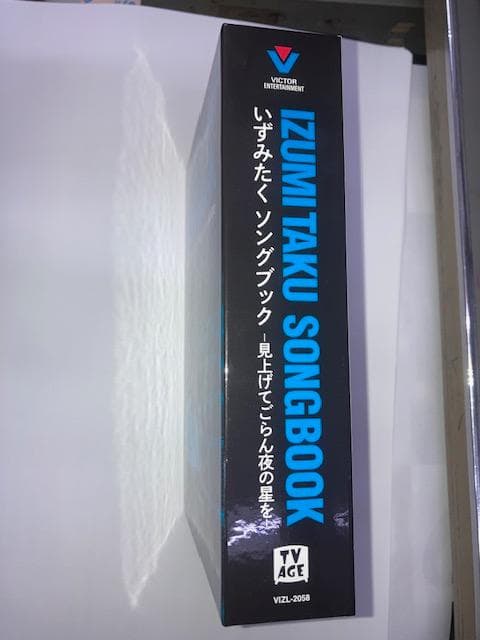 VICTOR
ENTERTAINMENT
IZUMI TAKU SONGBOOK
いずみたく ソングブック −見上げてごらん夜の星を
TV
AGE
VIZL-2058